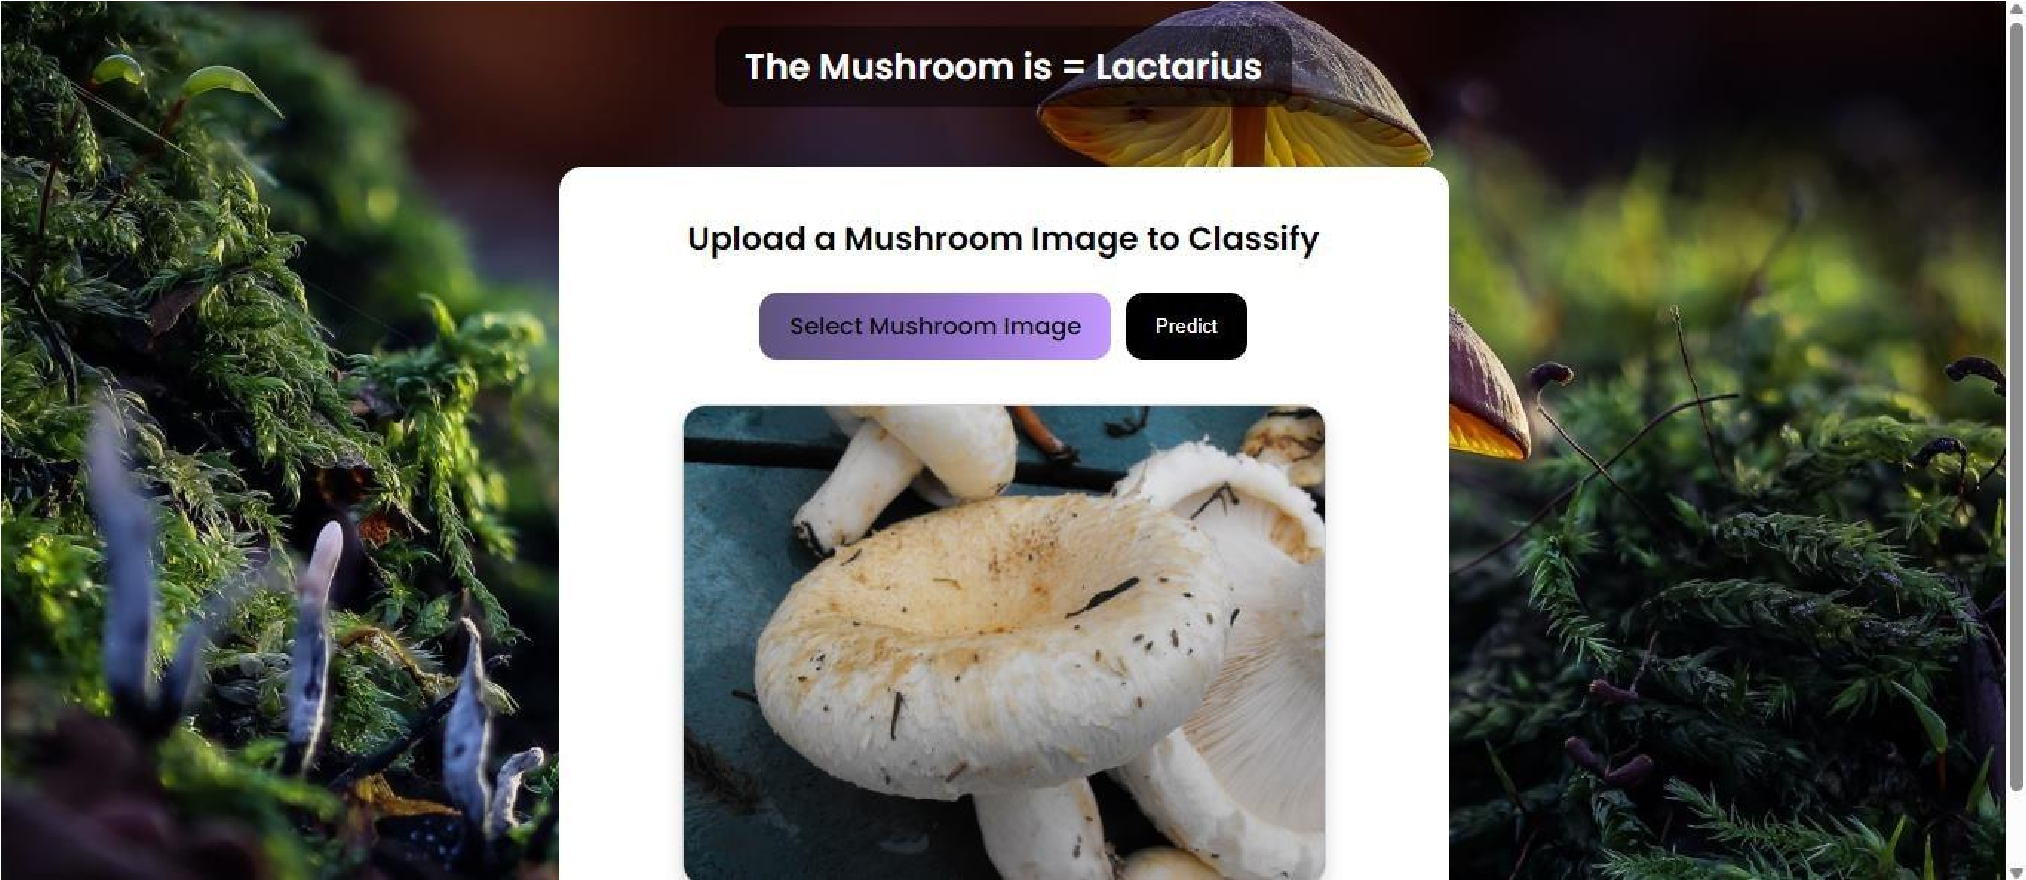 The Mushroom is = Lactarius
Upload a Mushroom Image to Classify
Select Mushroom Image
Predict